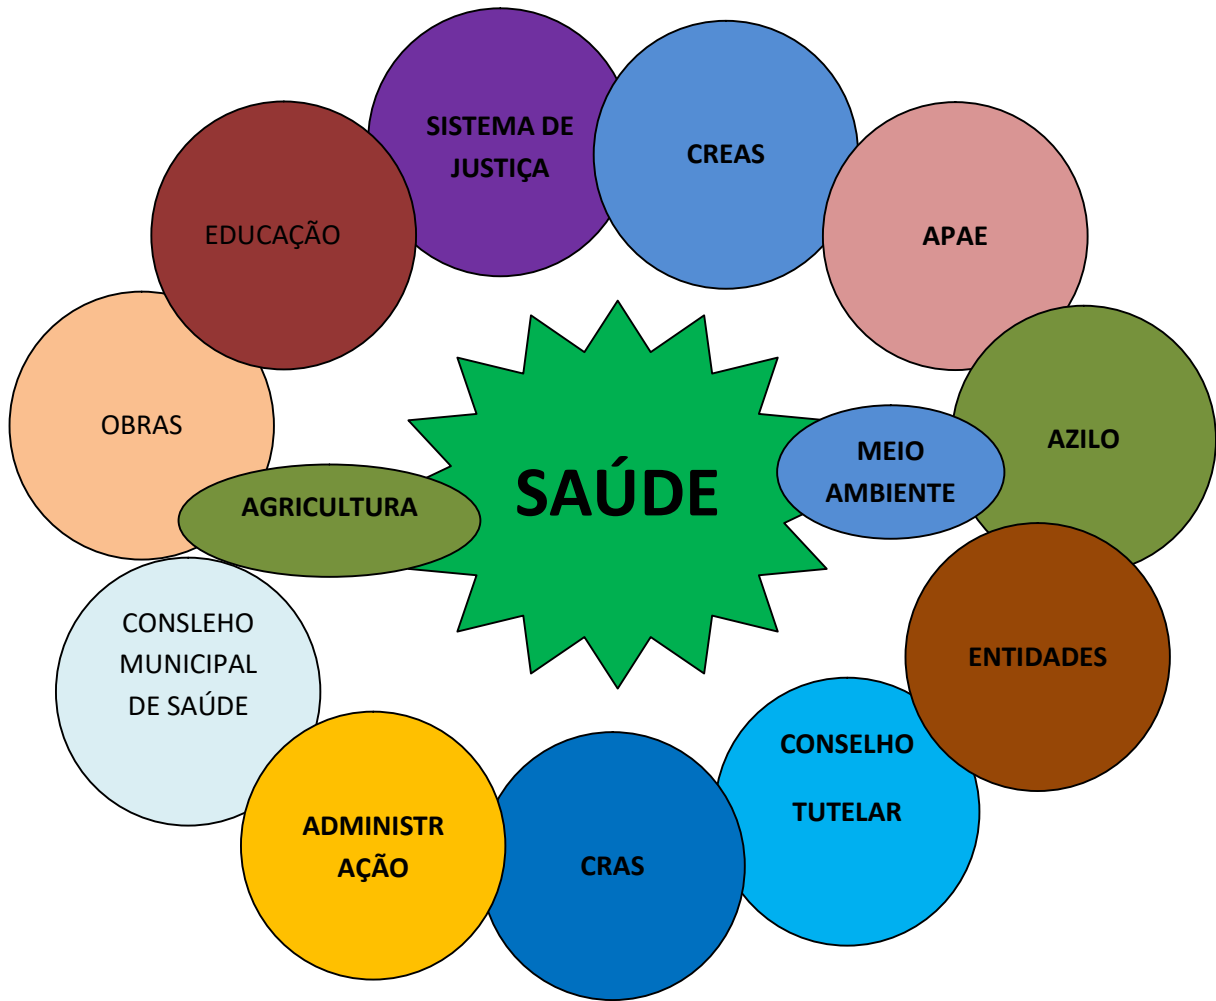 SISTEMA DE
JUSTIÇA
CREAS
EDUCAÇÃO
APAE
OBRAS
AZILO
MEIO
AMBIENTE
SAÚDE
AGRICULTURA
CONSLEHO
MUNICIPAL
DE SAÚDE
ENTIDADES
CONSELHO
TUTELAR
ADMINISTR
AÇÃO
CRAS